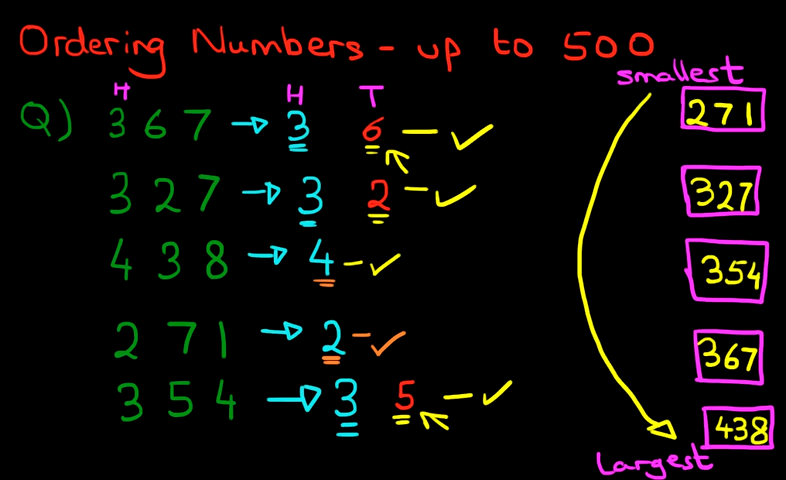 Ordering Numbers - up to 500
smallest
H H T
Q) 367 → 3 6 - ✓
271
327 → 3 2 - ✓
327
438 → 4 - ✓
354
271 → 2 - ✓
367
354 → 3 5 - ✓
438
Largest